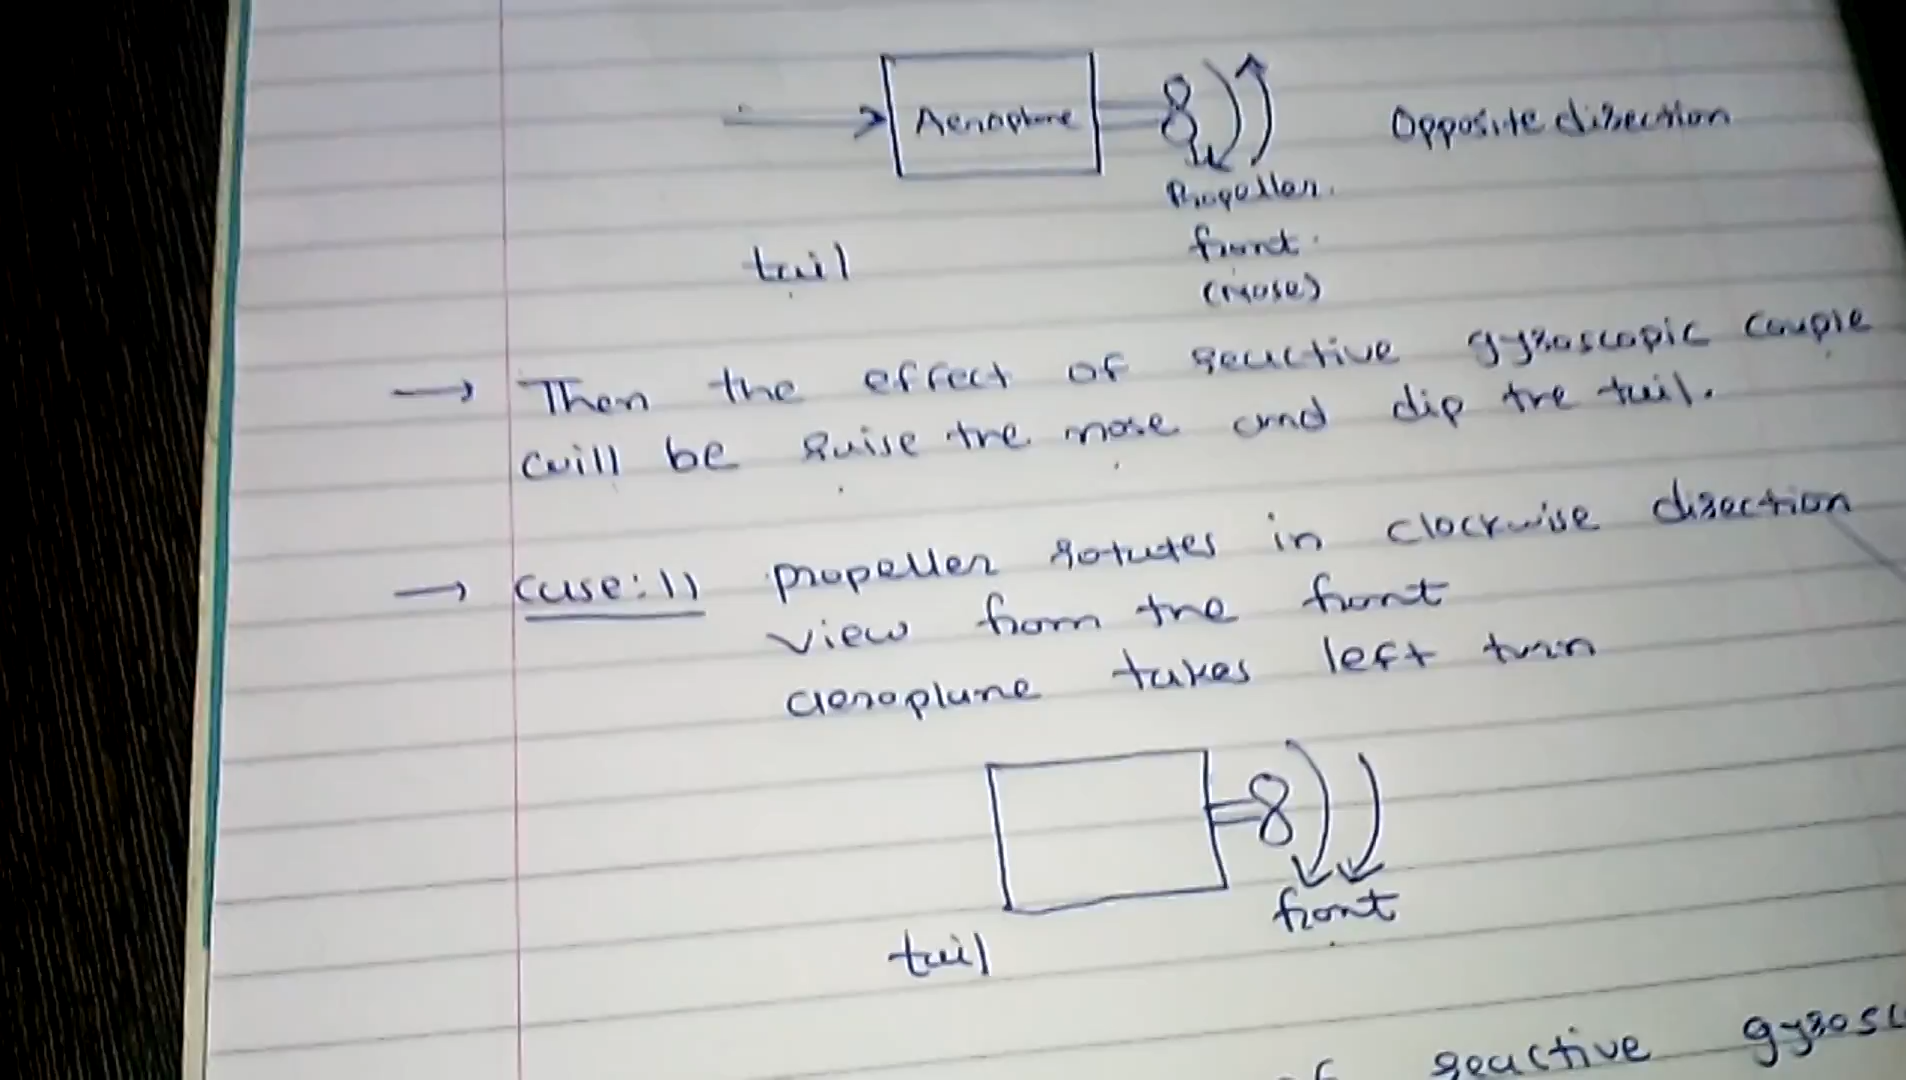 Aeroplane
Opposite direction
Propeller.
front.
(Nose)
tail
→ Then the effect of reactive gyroscopic couple
will be raise the nose and dip the tail.
→ case: 11 propeller rotates in clockwise direction
view from the front
aeroplane takes left turn
front
tail
reactive